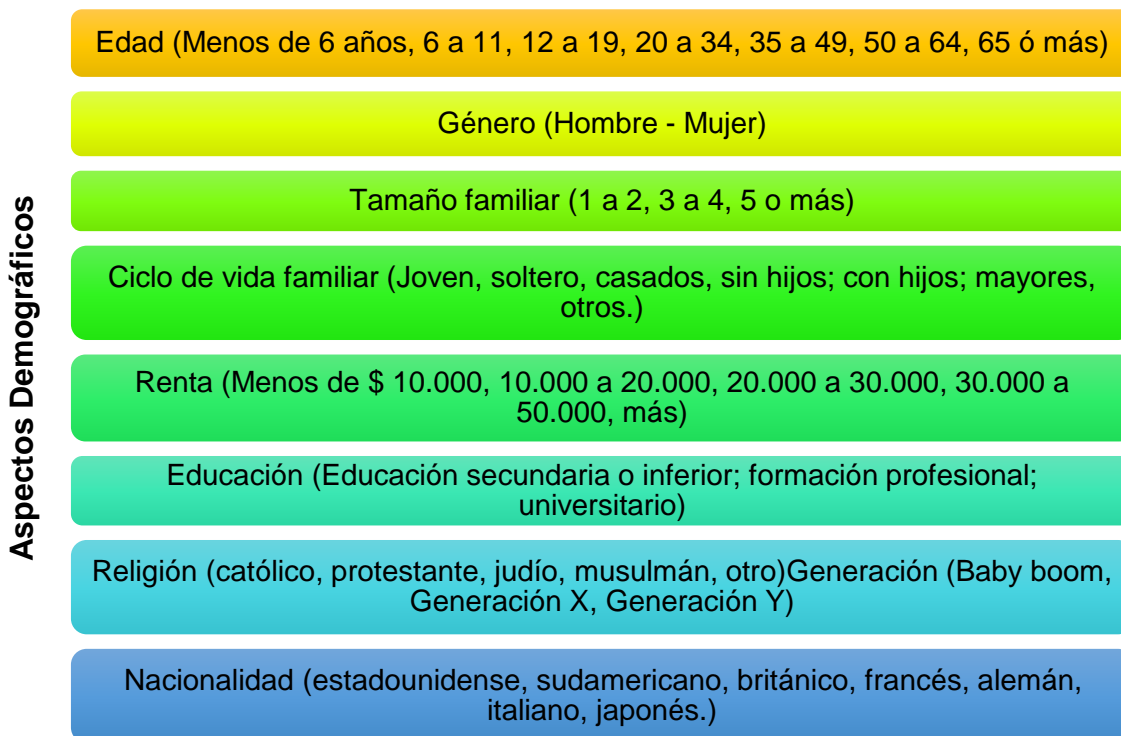 Aspectos Demográficos
Edad (Menos de 6 años, 6 a 11, 12 a 19, 20 a 34, 35 a 49, 50 a 64, 65 ó más)
Género (Hombre - Mujer)
Tamaño familiar (1 a 2, 3 a 4, 5 o más)
Ciclo de vida familiar (Joven, soltero, casados, sin hijos; con hijos; mayores,
otros.)
Renta (Menos de $ 10.000, 10.000 a 20.000, 20.000 a 30.000, 30.000 a
50.000, más)
Educación (Educación secundaria o inferior; formación profesional;
universitario)
Religión (católico, protestante, judío, musulmán, otro)Generación (Baby boom,
Generación X, Generación Y)
Nacionalidad (estadounidense, sudamericano, británico, francés, alemán,
italiano, japonés.)